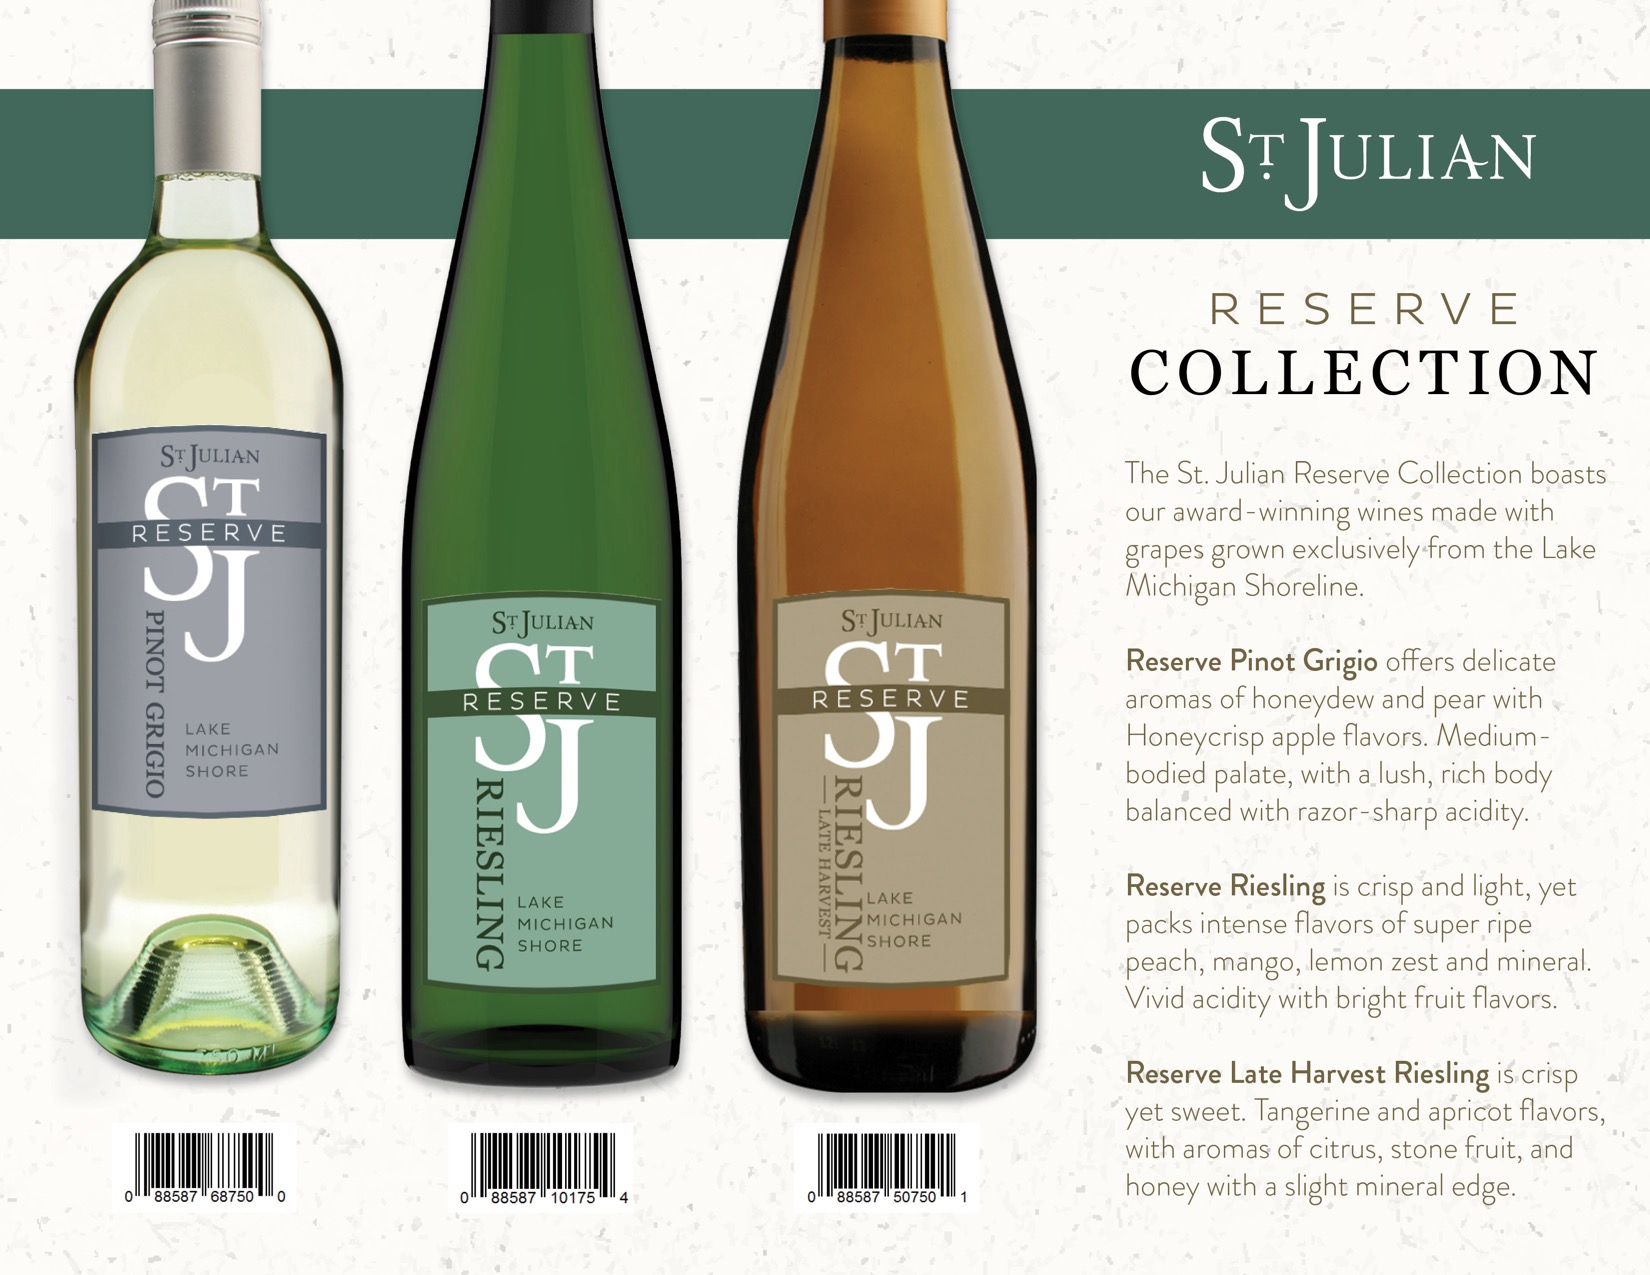 St. Julian
RESERVE
COLLECTION
The St. Julian Reserve Collection boasts
our award-winning wines made with
grapes grown exclusively from the Lake
Michigan Shoreline.
Reserve Pinot Grigio offers delicate
aromas of honeydew and pear with
Honeycrisp apple flavors. Medium-
bodied palate, with a lush, rich body
balanced with razor-sharp acidity.
Reserve Riesling is crisp and light, yet
packs intense flavors of super ripe
peach, mango, lemon zest and mineral.
Vivid acidity with bright fruit flavors.
Reserve Late Harvest Riesling is crisp
yet sweet. Tangerine and apricot flavors,
with aromas of citrus, stone fruit, and
honey with a slight mineral edge.
St. Julian
ST
RESERVE
J
PINOT GRIGIO
LAKE
MICHIGAN
SHORE
0 88587 68750 0
St. Julian
ST
RESERVE
J
RIESLING
LAKE
MICHIGAN
SHORE
0 88587 10175 4
St. Julian
ST
RESERVE
J
RIESLING
LATE HARVEST
LAKE
MICHIGAN
SHORE
0 88587 50750 1